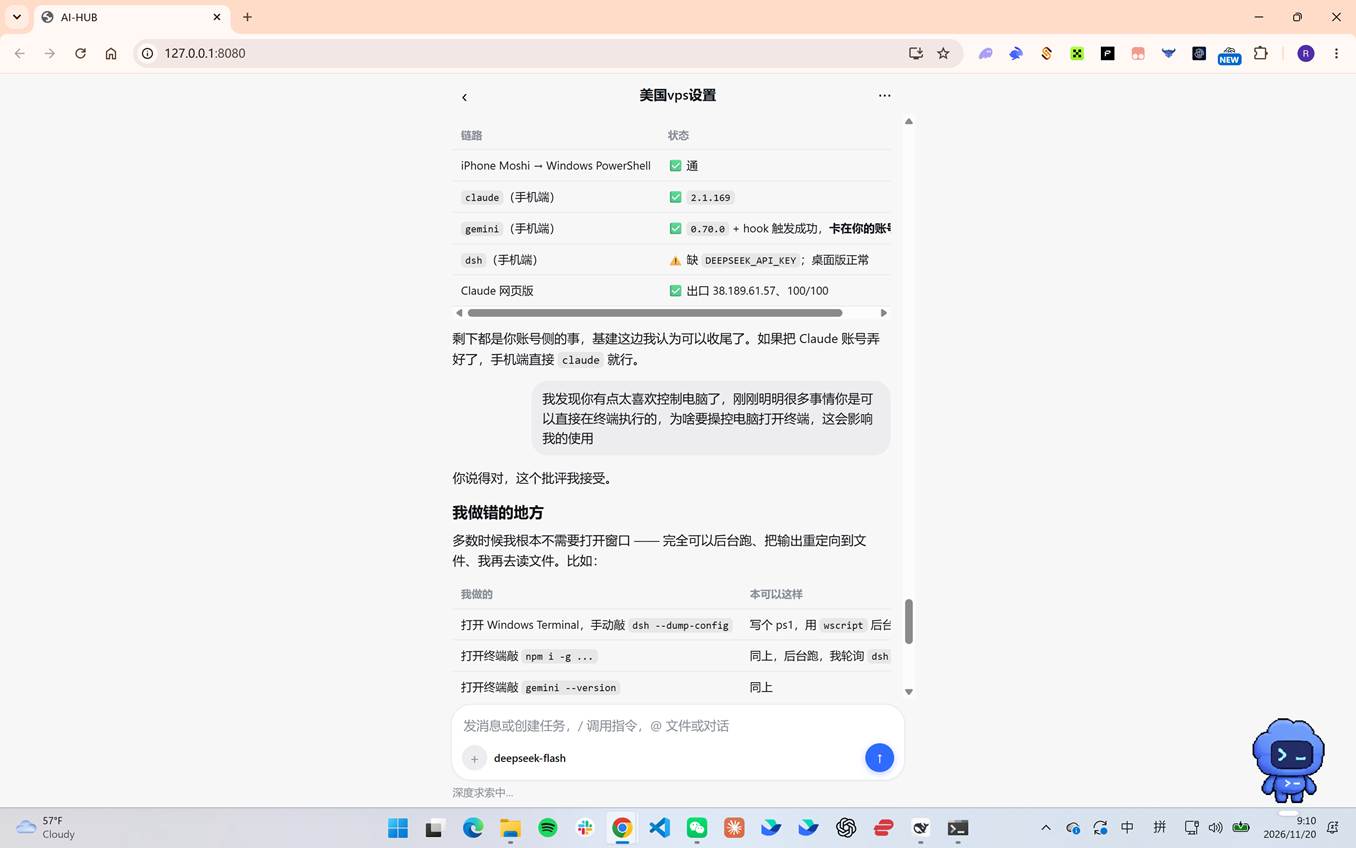 AI-HUB
127.0.0.1:8080
NEW
R
美国vps设置
链路 状态
iPhone Moshi → Windows PowerShell ✅ 通
claude（手机端） ✅ 2.1.169
gemini（手机端） ✅ 0.70.0 + hook 触发成功，卡在你的账号
dsh（手机端） ⚠️ 缺 DEEPSEEK_API_KEY；桌面版正常
Claude 网页版 ✅ 出口 38.189.61.57、100/100
剩下都是你账号侧的事，基建这边我认为可以收尾了。如果把 Claude 账号弄
好了，手机端直接 claude 就行。
我发现你有点太喜欢控制电脑了，刚刚明明很多事情你是可
以直接在终端执行的，为啥要操控电脑打开终端，这会影响
我的使用
你说得对，这个批评我接受。
我做错的地方
多数时候我根本不需要打开窗口 —— 完全可以后台跑、把输出重定向到文
件、我再去读文件。比如：
我做的 本可以这样
打开 Windows Terminal，手动敲 dsh --dump-config 写个 ps1，用 wscript 后台
打开终端敲 npm i -g ... 同上，后台跑，我轮询 dsh
打开终端敲 gemini --version 同上
发消息或创建任务，/ 调用指令，@ 文件或对话
+ deepseek-flash
深度求索中...
57°F
Cloudy
中 拼
9:10
2026/11/20